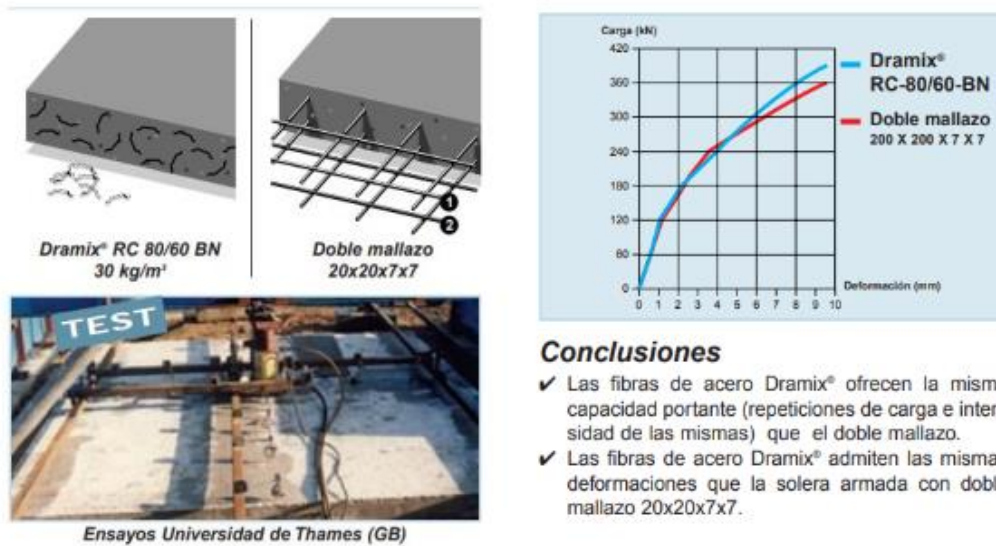 Dramix® RC 80/60 BN
30 kg/m³
1
2
Doble mallazo
20x20x7x7
TEST
Ensayos Universidad de Thames (GB)
Carga (kN)
420
360
300
240
180
120
60
0
0 1 2 3 4 5 6 7 8 9 10
Deformación (mm)
Dramix®
RC-80/60-BN
Doble mallazo
200 X 200 X 7 X 7
Conclusiones
✔ Las fibras de acero Dramix® ofrecen la mism
capacidad portante (repeticiones de carga e inten
sidad de las mismas) que el doble mallazo.
✔ Las fibras de acero Dramix® admiten las misma
deformaciones que la solera armada con dobl
mallazo 20x20x7x7.